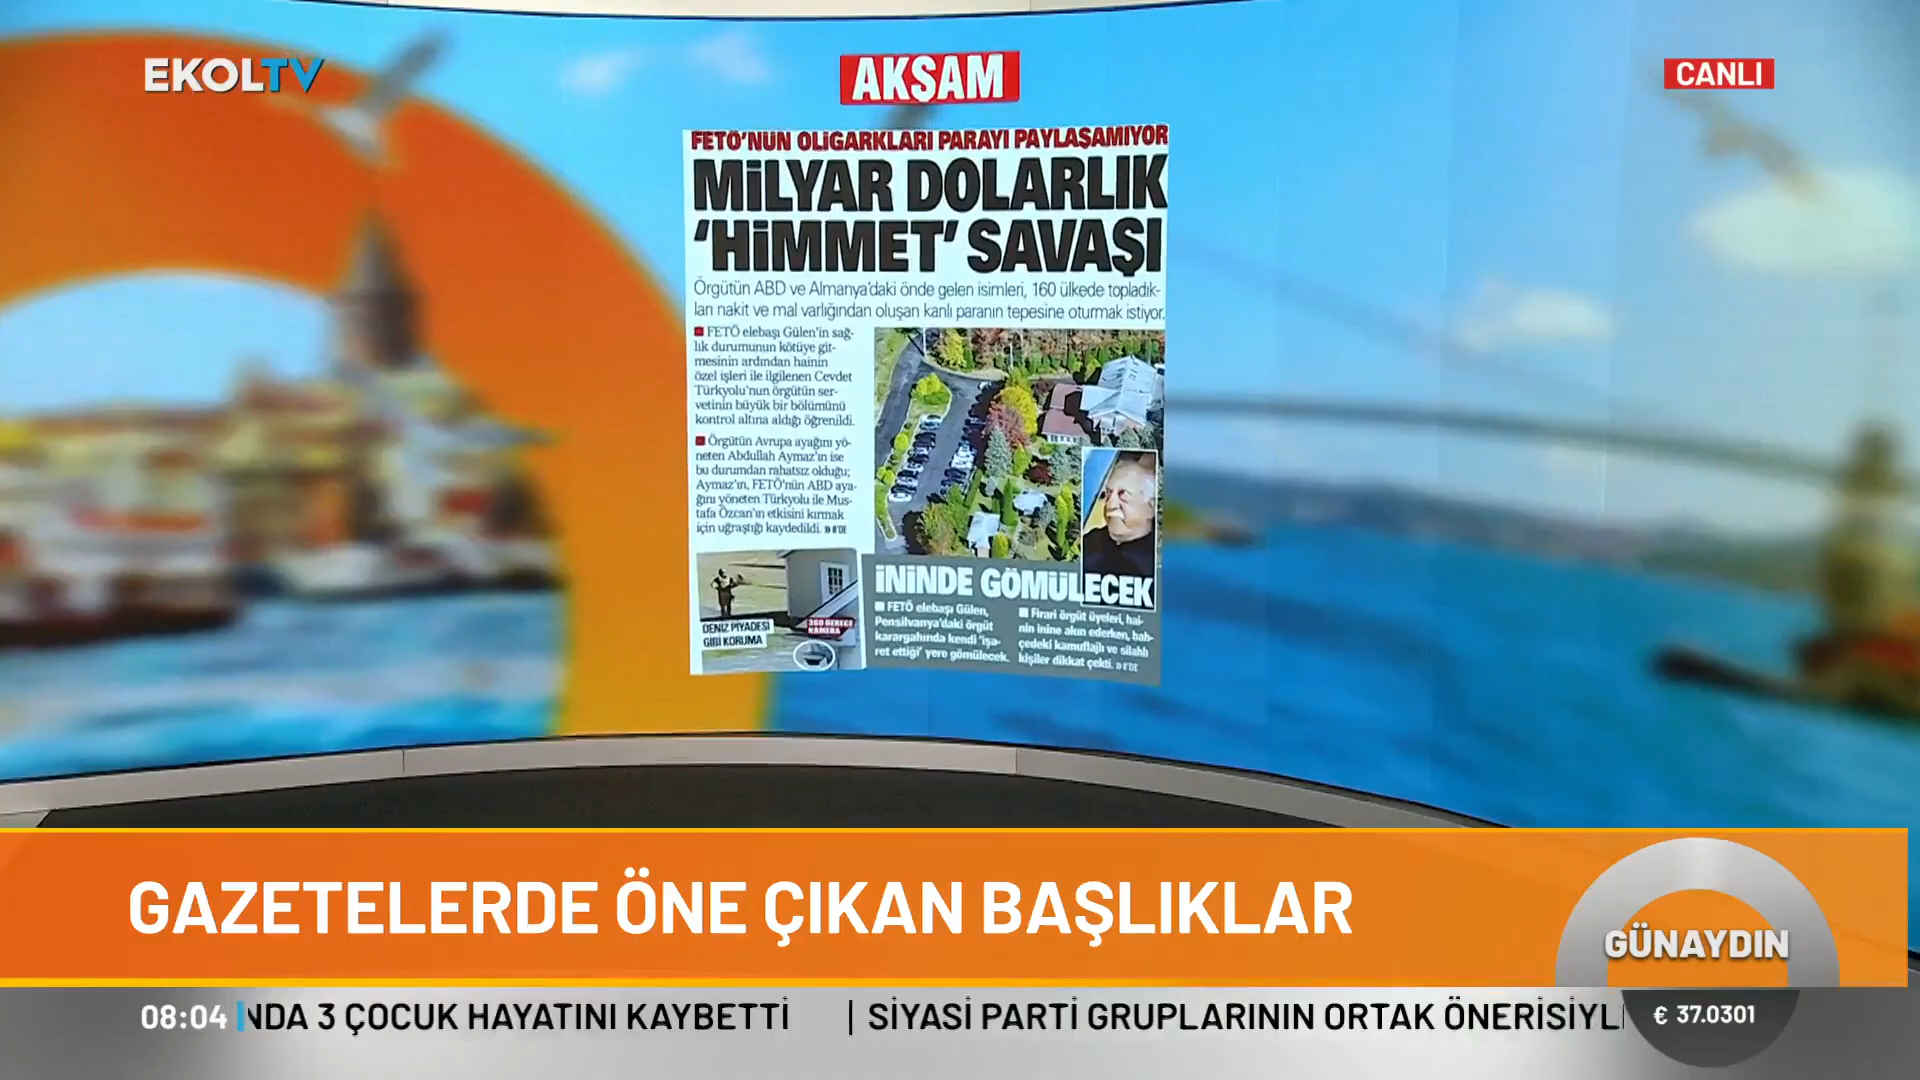 EKOLTV
CANLI
AKŞAM
FETÖ'NÜN OLİGARKLARI PARAYI PAYLAŞAMIYOR
MİLYAR DOLARLIK
'HİMMET' SAVAŞI
Örgütün ABD ve Almanya'daki önde gelen isimleri, 160 ülkede topladık-
ları nakit ve mal varlığından oluşan kanlı paranın tepesine oturmak istiyor.
FETÖ elebaşı Gülen'in sağ-
lık durumunun kötüye git-
mesinin ardından hainin
özel işleri ile ilgilenen Cevdet
Türkyolu'nun örgütün ser-
vetinin büyük bir bölümünü
kontrol altına aldığı öğrenildi.
Örgütün Avrupa ayağını yö-
neten Abdullah Aymaz'ın ise
bu durumdan rahatsız olduğu;
Aymaz'ın, FETÖ'nün ABD aya-
ğını yöneten Türkyolu ile Mus-
tafa Özcan'ın etkisini kırmak
için uğraştığı kaydedildi. » 8'DE
DENİZ PİYADESİ
GİBİ KORUMA
360 DERECE
KAMERA
İNİNDE GÖMÜLECEK
FETÖ elebaşı Gülen,
Pensilvanya'daki örgüt
karargahında kendi 'işa-
ret ettiği' yere gömülecek.
Firari örgüt üyeleri, hai-
nin inine akın ederken, bah-
çedeki kamuflajlı ve silahlı
kişiler dikkat çekti. » 8'DE
GAZETELERDE ÖNE ÇIKAN BAŞLIKLAR
GÜNAYDIN
08:04 NDA 3 ÇOCUK HAYATINI KAYBETTİ | SİYASİ PARTİ GRUPLARININ ORTAK ÖNERİSİYL
€ 37.0301